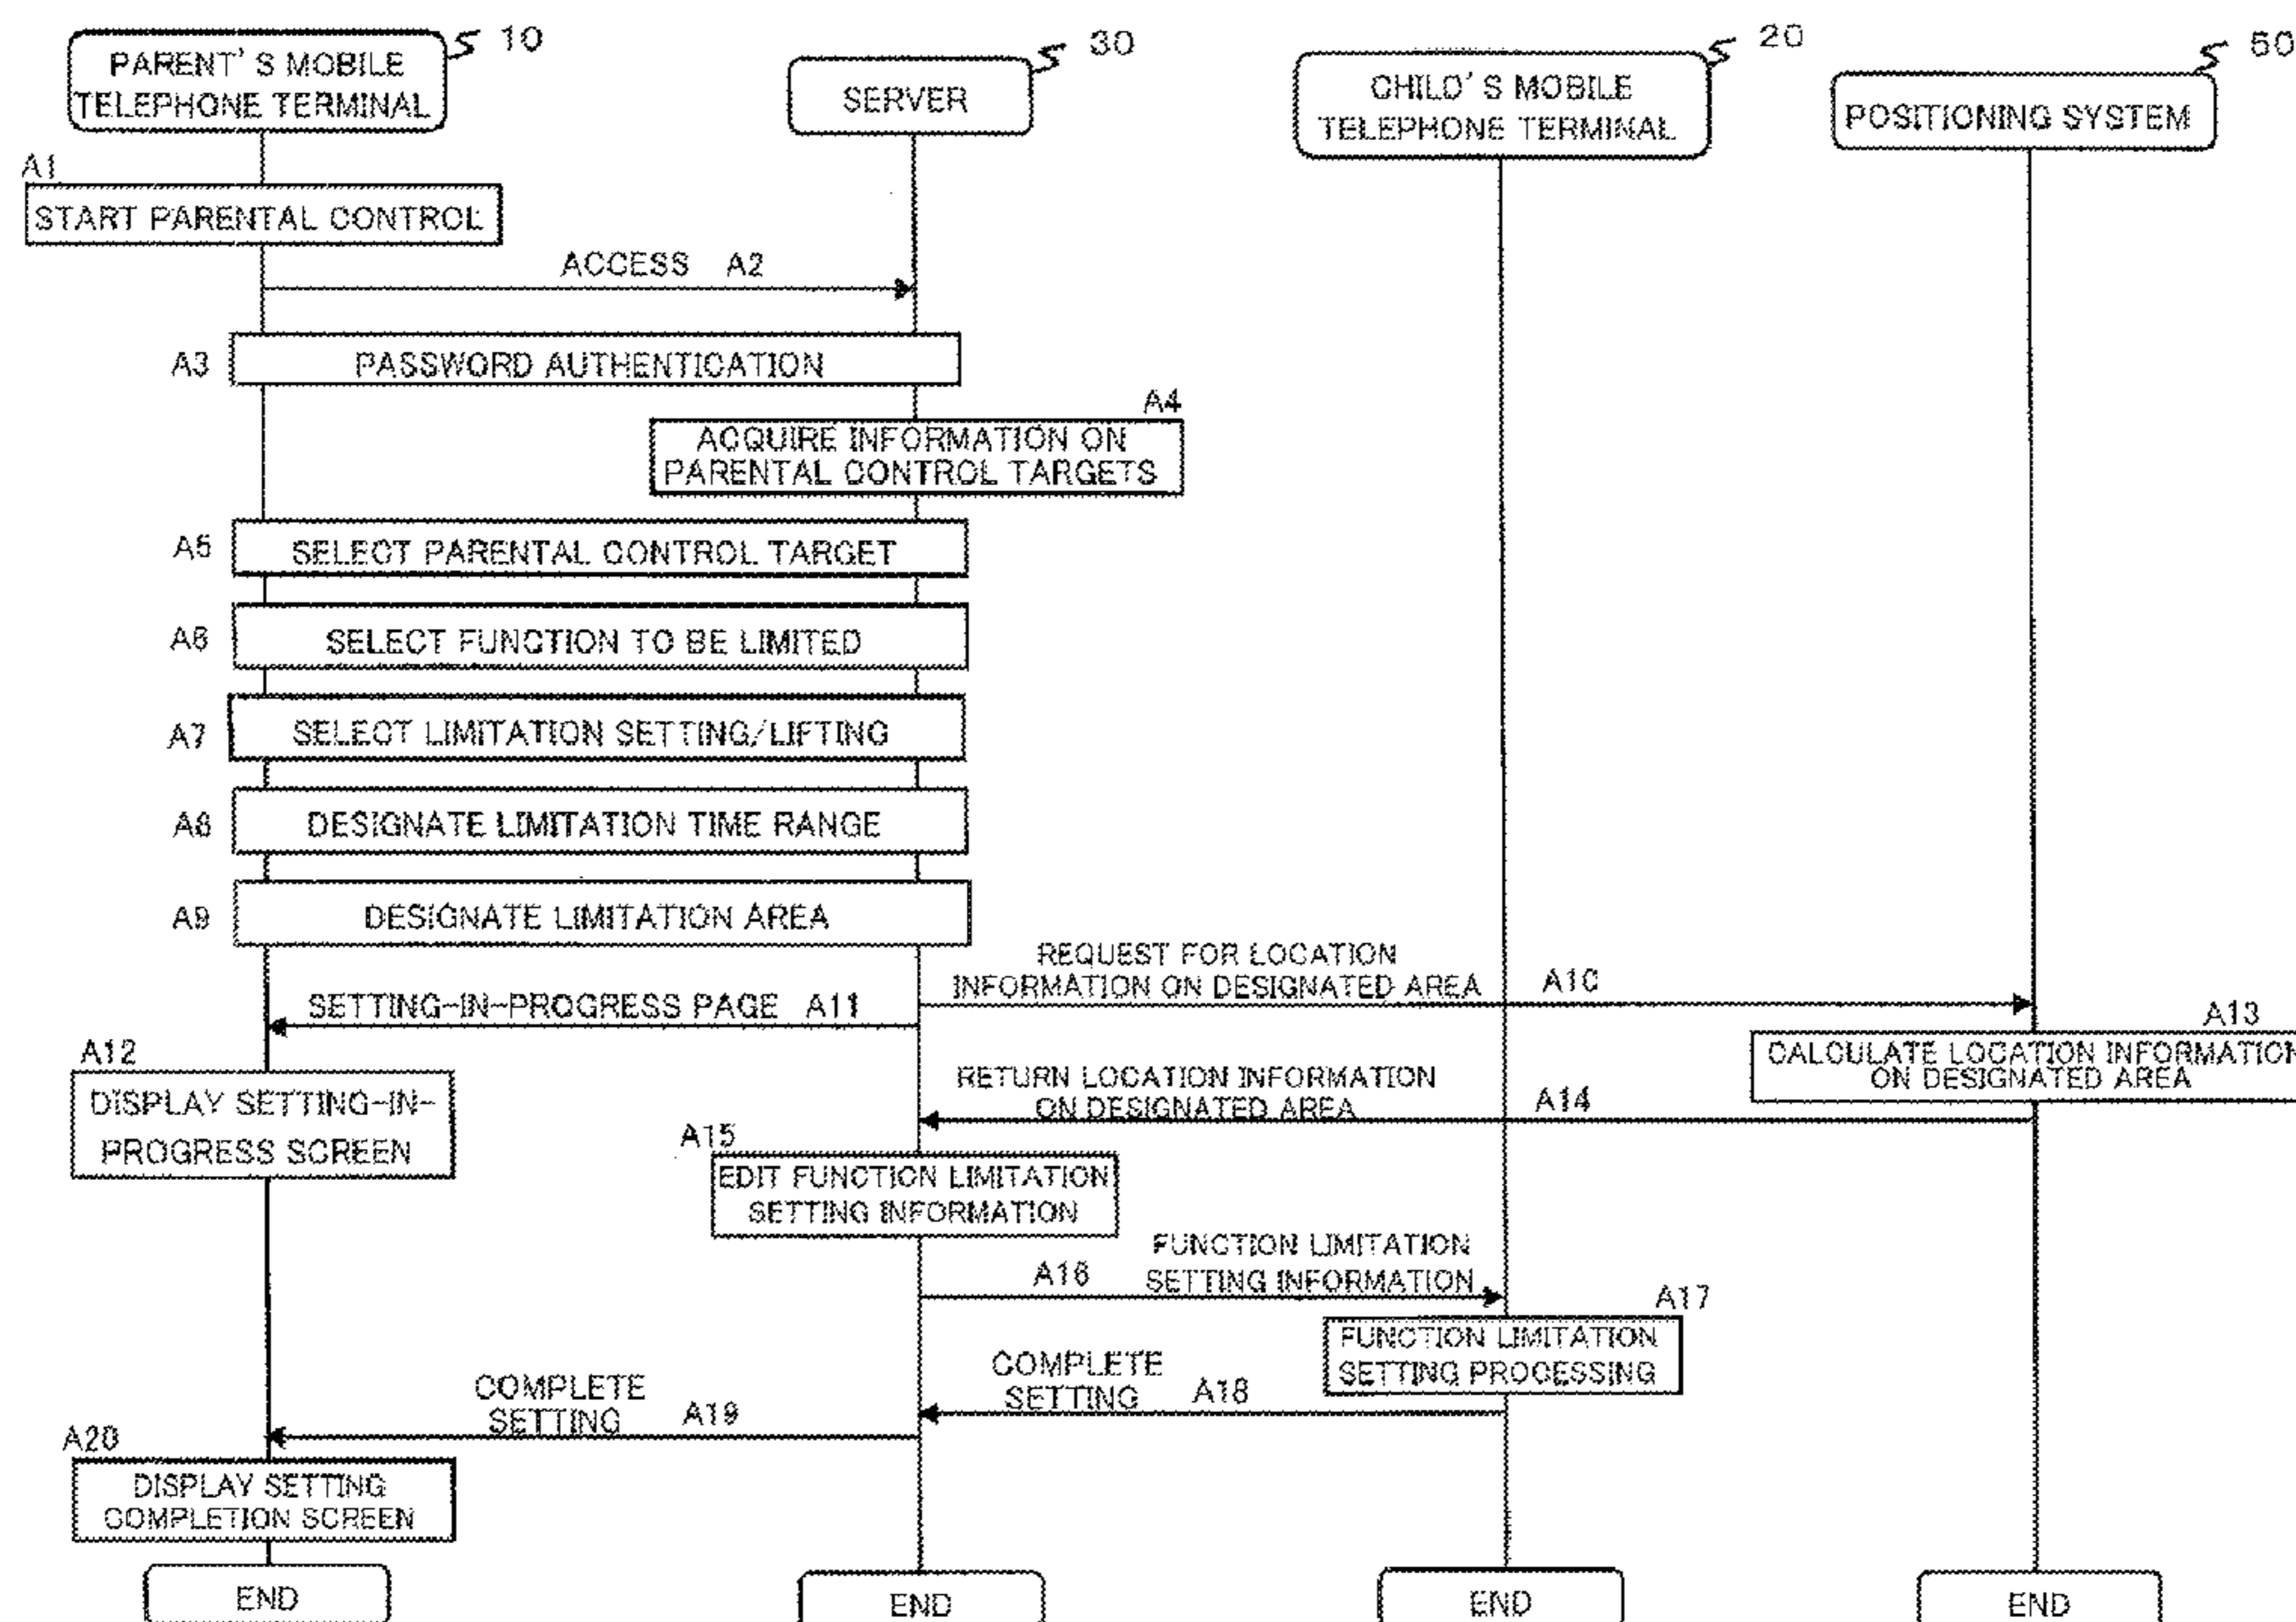 10
30
20
50
PARENT'S MOBILE
TELEPHONE TERMINAL
SERVER
CHILD'S MOBILE
TELEPHONE TERMINAL
POSITIONING SYSTEM
A1
START PARENTAL CONTROL
ACCESS A2
A3 PASSWORD AUTHENTICATION
A4
ACQUIRE INFORMATION ON
PARENTAL CONTROL TARGETS
A5 SELECT PARENTAL CONTROL TARGET
A6 SELECT FUNCTION TO BE LIMITED
A7 SELECT LIMITATION SETTING/LIFTING
A8 DESIGNATE LIMITATION TIME RANGE
A9 DESIGNATE LIMITATION AREA
REQUEST FOR LOCATION
INFORMATION ON DESIGNATED AREA A10
SETTING-IN-PROGRESS PAGE A11
A12
DISPLAY SETTING-IN-
PROGRESS SCREEN
A13
CALCULATE LOCATION INFORMATION
ON DESIGNATED AREA
RETURN LOCATION INFORMATION
ON DESIGNATED AREA A14
A15
EDIT FUNCTION LIMITATION
SETTING INFORMATION
A16 FUNCTION LIMITATION
SETTING INFORMATION
A17
FUNCTION LIMITATION
SETTING PROCESSING
COMPLETE
SETTING A18
COMPLETE
SETTING A19
A20
DISPLAY SETTING
COMPLETION SCREEN
END
END
END
END